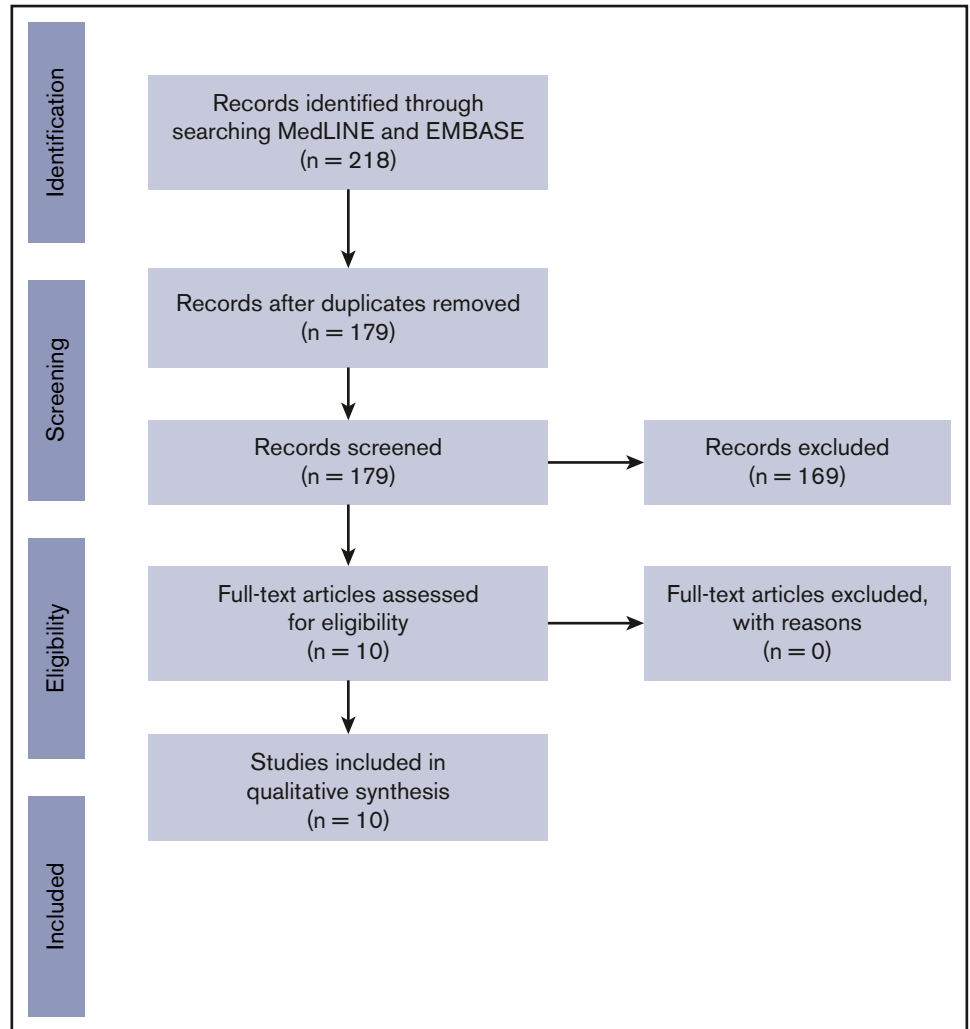 Identification
Records identified through
searching MedLINE and EMBASE
(n = 218)
Screening
Records after duplicates removed
(n = 179)
Records screened
(n = 179)
Records excluded
(n = 169)
Eligibility
Full-text articles assessed
for eligibility
(n = 10)
Full-text articles excluded,
with reasons
(n = 0)
Included
Studies included in
qualitative synthesis
(n = 10)